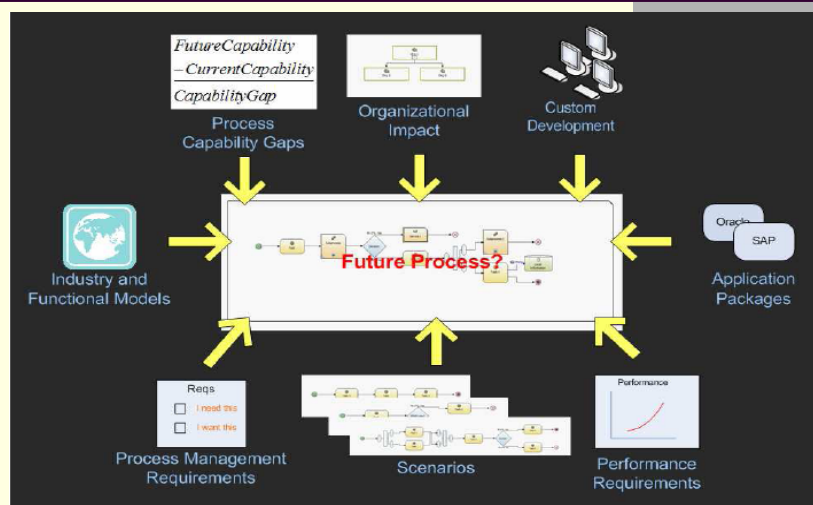 FutureCapability
−CurrentCapability
CapabilityGap
Process
Capability Gaps
Organizational
Impact
Custom
Development
Industry and
Functional Models
Future Process?
Oracle
SAP
Application
Packages
Reqs
I need this
I want this
Process Management
Requirements
Scenarios
Performance
Performance
Requirements